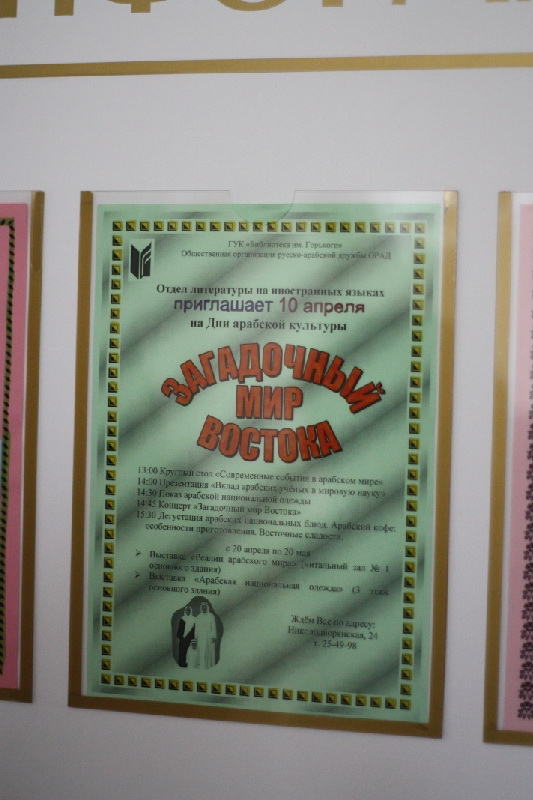 ГУК «Библиотека им. Горького»
Общественная организация русско-арабской дружбы ОРАД
Отдел литературы на иностранных языках
приглашает 10 апреля
на Дни арабской культуры
ЗАГАДОЧНЫЙ
МИР
ВОСТОКА
13:00 Круглый стол «Современные события в арабском мире»
14:00 Презентация «Вклад арабских учёных в мировую науку»
14:30 Показ арабской национальной одежды
14:45 Концерт «Загадочный мир Востока»
15:30 Дегустация арабских национальных блюд. Арабский кофе:
особенности приготовления. Восточные сладости.
с 20 апреля по 20 мая
Выставка арабского мира» (читальный зал № 1
основного здания)
Выставка «Арабская национальная одежда» (3 этаж
основного здания)
Ждём Вас по адресу:
24
т. 25-49-98